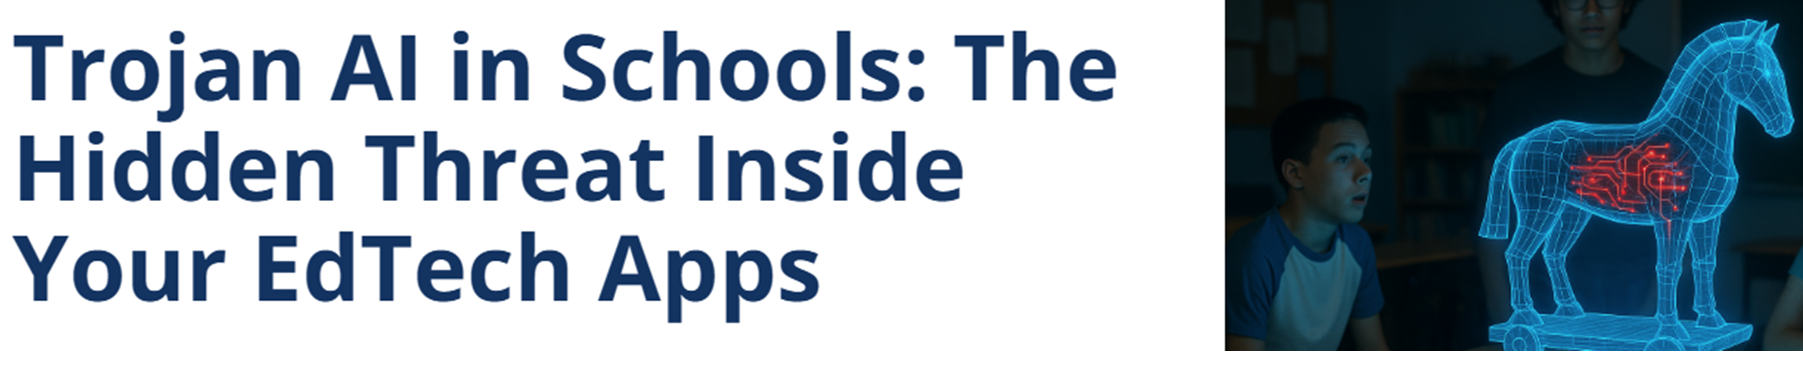 Trojan AI in Schools: The
Hidden Threat Inside
Your EdTech Apps